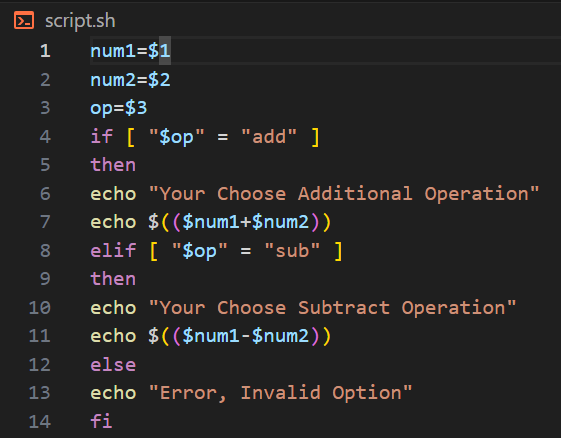 script.sh
1 num1=$1
2 num2=$2
3 op=$3
4 if [ "$op" = "add" ]
5 then
6 echo "Your Choose Additional Operation"
7 echo $(($num1+$num2))
8 elif [ "$op" = "sub" ]
9 then
10 echo "Your Choose Subtract Operation"
11 echo $(($num1-$num2))
12 else
13 echo "Error, Invalid Option"
14 fi